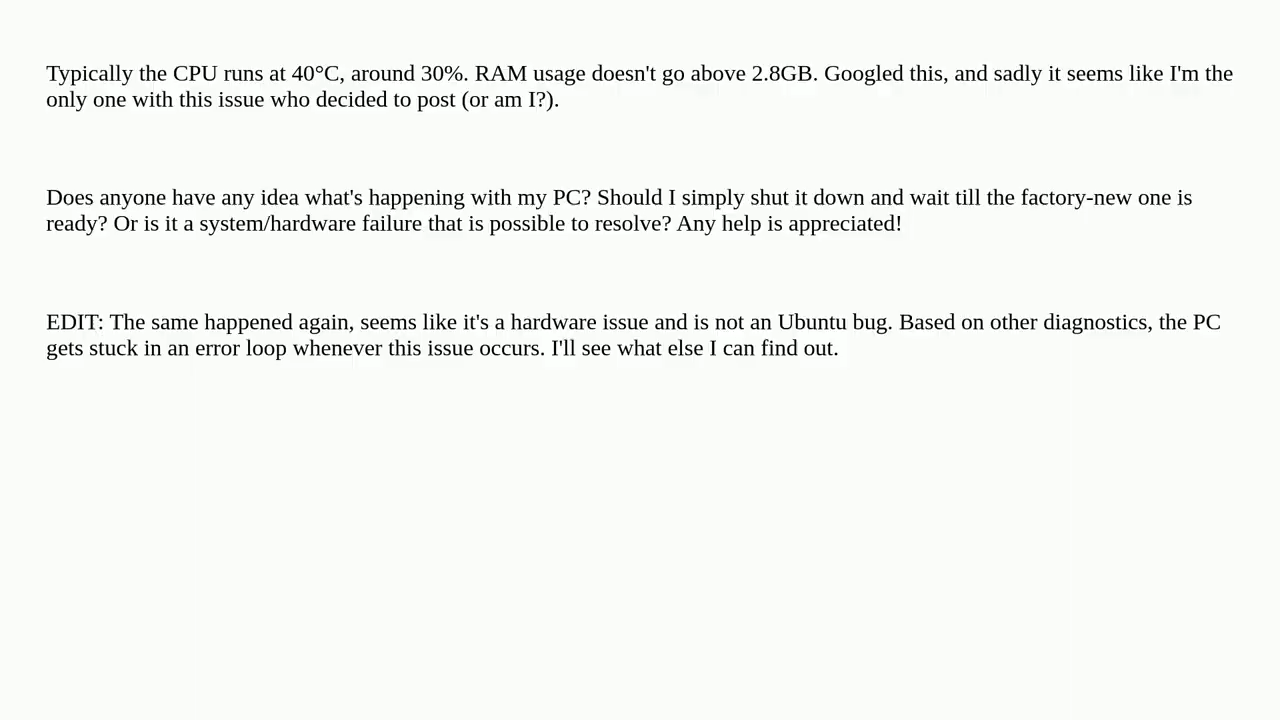 Typically the CPU runs at 40°C, around 30%. RAM usage doesn't go above 2.8GB. Googled this, and sadly it seems like I'm the
only one with this issue who decided to post (or am I?).
Does anyone have any idea what's happening with my PC? Should I simply shut it down and wait till the factory-new one is
ready? Or is it a system/hardware failure that is possible to resolve? Any help is appreciated!
EDIT: The same happened again, seems like it's a hardware issue and is not an Ubuntu bug. Based on other diagnostics, the PC
gets stuck in an error loop whenever this issue occurs. I'll see what else I can find out.